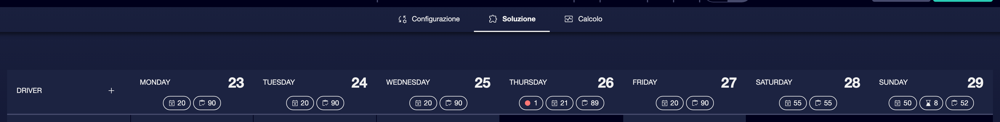 Configurazione Soluzione Calcolo
DRIVER +
MONDAY 23
20 90
TUESDAY 24
20 90
WEDNESDAY 25
20 90
THURSDAY 26
1 21 89
FRIDAY 27
20 90
SATURDAY 28
55 55
SUNDAY 29
50 8 52